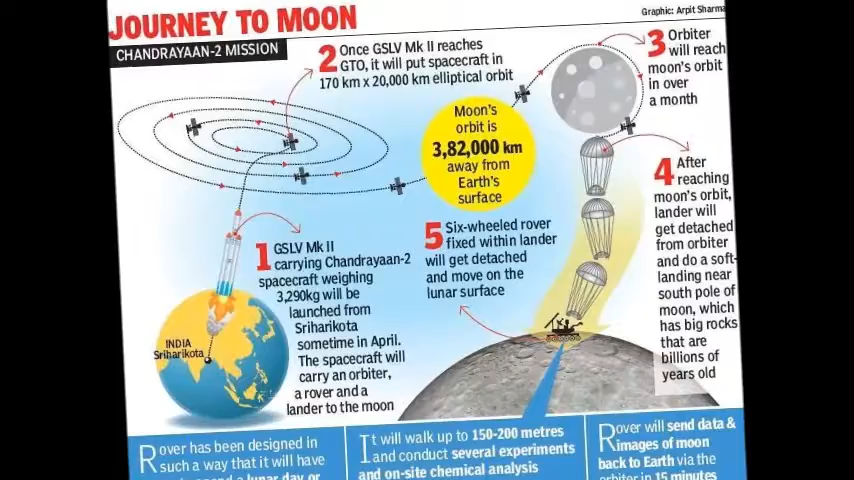 JOURNEY TO MOON
Graphic: Arpit Sharma
CHANDRAYAAN-2 MISSION
2 Once GSLV Mk II reaches
GTO, it will put spacecraft in
170 km x 20,000 km elliptical orbit
3 Orbiter
will reach
moon's orbit
in over
a month
Moon's
orbit is
3,82,000 km
away from
Earth's
surface
4 After
reaching
moon's orbit,
lander will
get detached
from orbiter
and do a soft-
landing near
south pole of
moon, which
has big rocks
that are
billions of
years old
5 Six-wheeled rover
fixed within lander
will get detached
and move on the
lunar surface
1 GSLV Mk II
carrying Chandrayaan-2
spacecraft weighing
3,290kg will be
launched from
Sriharikota
sometime in April.
The spacecraft will
carry an orbiter,
a rover and a
lander to the moon
INDIA
Sriharikota
Rover has been designed in
such a way that it will have
lunar day or
It will walk up to 150-200 metres
and conduct several experiments
and on-site chemical analysis
Rover will send data &
images of moon
back to Earth via the
orbiter in 15 minutes